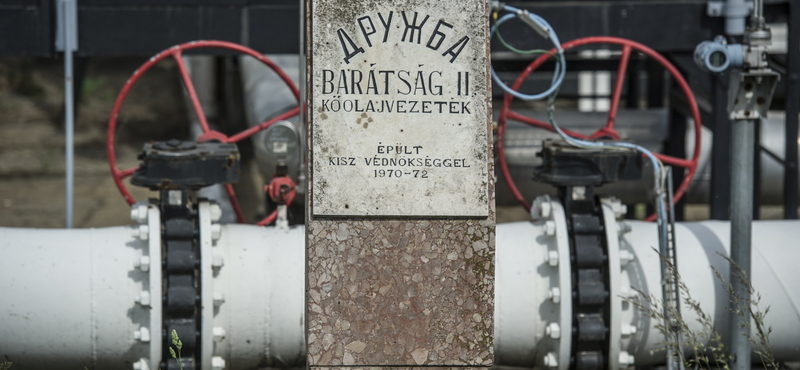 ДРУЖБА
BARÁTSÁG II.
KŐOLAJVEZETÉK
ÉPÜLT
KISZ VÉDNÖKSÉGGEL
1970-72